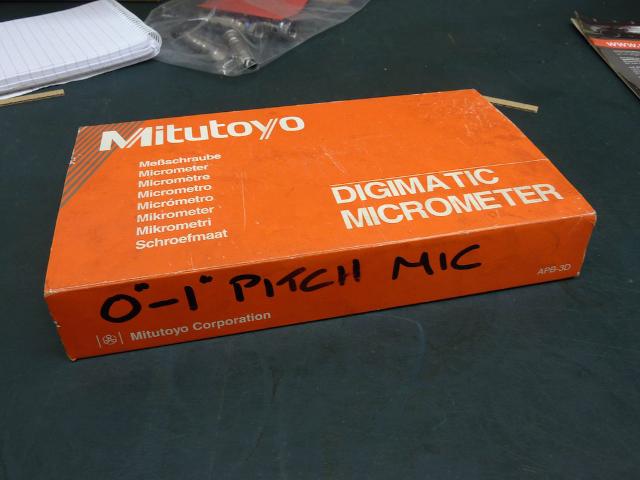 Mitutoyo
Meßschraube
Micrometer
Micromètre
Micrometro
Micrómetro
Mikrometer
Mikrometri
Schroefmaat
DIGIMATIC
MICROMETER
0"-1" PITCH MIC
APB-3D
Mitutoyo Corporation
www.